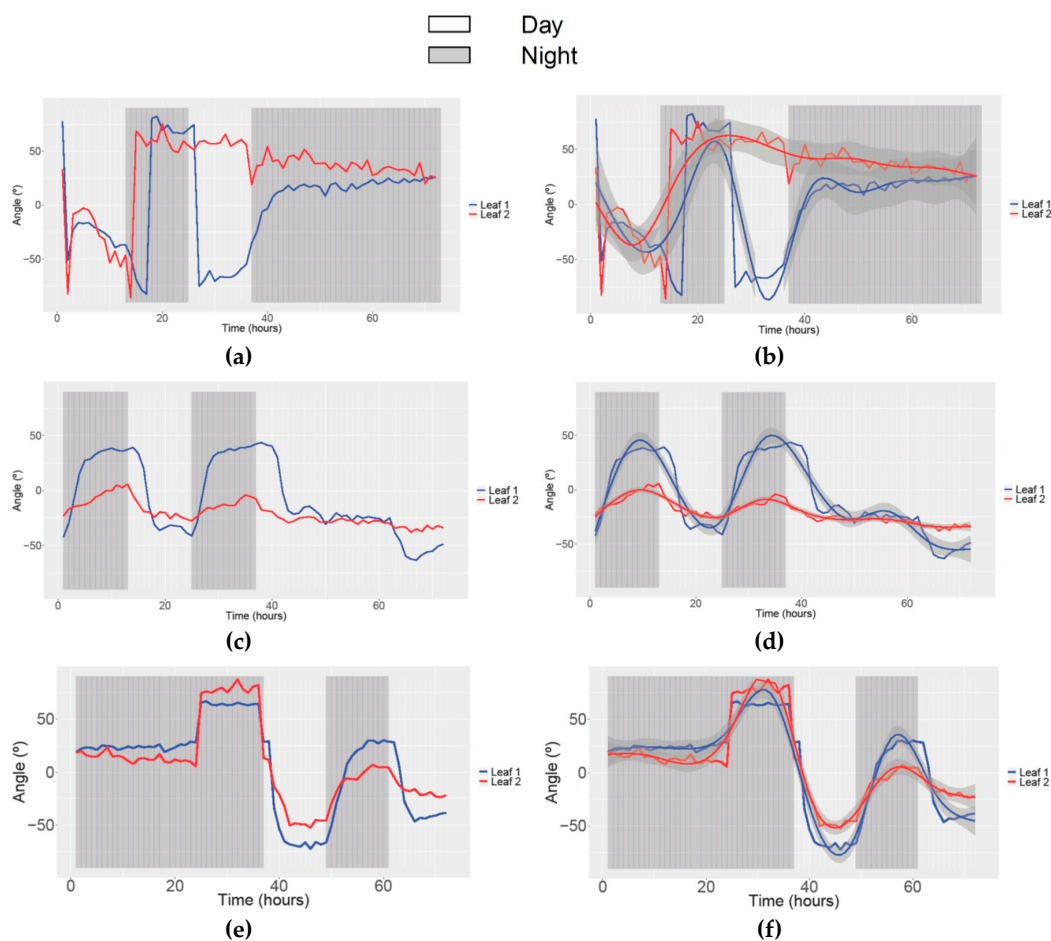 Day
Night
50
0
−50
Angle (º)
0
20
40
60
Time (hours)
Leaf 1
Leaf 2
(a)
50
0
−50
Angle (º)
0
20
40
60
Time (hours)
Leaf 1
Leaf 2
(b)
50
0
−50
Angle (º)
0
20
40
60
Time (hours)
Leaf 1
Leaf 2
(c)
50
0
−50
Angle (º)
0
20
40
60
Time (hours)
Leaf 1
Leaf 2
(d)
50
0
−50
Angle (º)
0
20
40
60
Time (hours)
Leaf 1
Leaf 2
(e)
50
0
−50
Angle (º)
0
20
40
60
Time (hours)
Leaf 1
Leaf 2
(f)